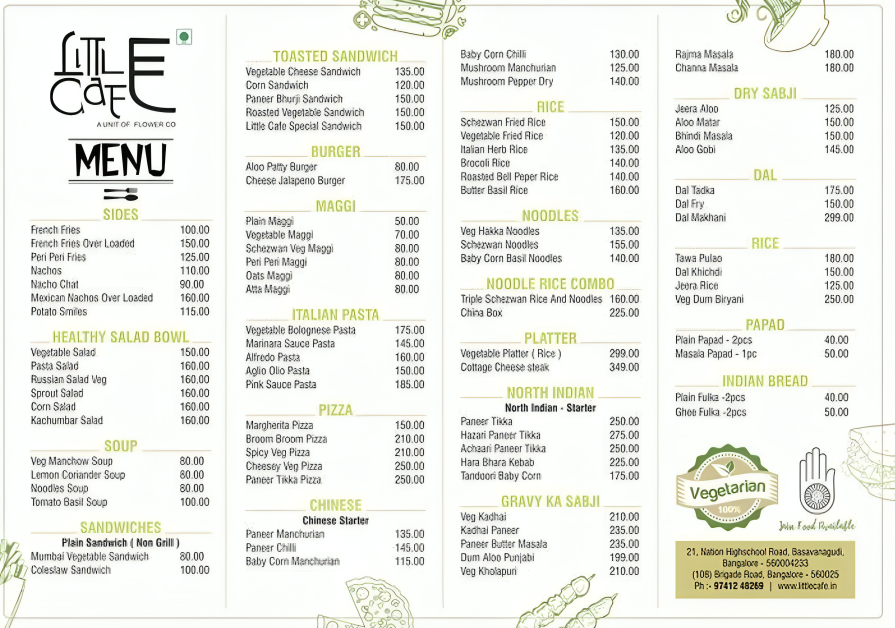 LITTLE
CafE
A UNIT OF FLOWER CO
MENU
SIDES
French Fries 100.00
French Fries Over Loaded 150.00
Peri Peri Fries 125.00
Nachos 110.00
Nacho Chat 90.00
Mexican Nachos Over Loaded 160.00
Potato Smiles 115.00
HEALTHY SALAD BOWL
Vegetable Salad 150.00
Pasta Salad 160.00
Russian Salad Veg 160.00
Sprout Salad 160.00
Corn Salad 160.00
Kachumbar Salad 160.00
SOUP
Veg Manchow Soup 80.00
Lemon Coriander Soup 80.00
Noodles Soup 80.00
Tomato Basil Soup 100.00
SANDWICHES
Plain Sandwich ( Non Grill )
Mumbai Vegetable Sandwich 80.00
Coleslaw Sandwich 100.00
TOASTED SANDWICH
Vegetable Cheese Sandwich 135.00
Corn Sandwich 120.00
Paneer Bhurji Sandwich 150.00
Roasted Vegetable Sandwich 150.00
Little Cafe Special Sandwich 150.00
BURGER
Aloo Patty Burger 80.00
Cheese Jalapeno Burger 175.00
MAGGI
Plain Maggi 50.00
Vegetable Maggi 70.00
Schezwan Veg Maggi 80.00
Peri Peri Maggi 80.00
Oats Maggi 80.00
Atta Maggi 80.00
ITALIAN PASTA
Vegetable Bolognese Pasta 175.00
Marinara Sauce Pasta 145.00
Alfredo Pasta 160.00
Aglio Olio Pasta 150.00
Pink Sauce Pasta 185.00
PIZZA
Margherita Pizza 150.00
Broom Broom Pizza 210.00
Spicy Veg Pizza 210.00
Cheesey Veg Pizza 250.00
Paneer Tikka Pizza 250.00
CHINESE
Chinese Starter
Paneer Manchurian 135.00
Paneer Chilli 145.00
Baby Corn Manchurian 115.00
Baby Corn Chilli 130.00
Mushroom Manchurian 125.00
Mushroom Pepper Dry 140.00
RICE
Schezwan Fried Rice 150.00
Vegetable Fried Rice 120.00
Italian Herb Rice 135.00
Brocoli Rice 140.00
Roasted Bell Peper Rice 140.00
Butter Basil Rice 160.00
NOODLES
Veg Hakka Noodles 135.00
Schezwan Noodles 155.00
Baby Corn Basil Noodles 140.00
NOODLE RICE COMBO
Triple Schezwan Rice And Noodles 160.00
China Box 225.00
PLATTER
Vegetable Platter ( Rice ) 299.00
Cottage Cheese steak 349.00
NORTH INDIAN
North Indian - Starter
Paneer Tikka 250.00
Hazari Paneer Tikka 275.00
Achaari Paneer Tikka 250.00
Hara Bhara Kebab 225.00
Tandoori Baby Corn 175.00
GRAVY KA SABJI
Veg Kadhai 210.00
Kadhai Paneer 235.00
Paneer Butter Masala 235.00
Dum Aloo Punjabi 199.00
Veg Kholapuri 210.00
Rajma Masala 180.00
Channa Masala 180.00
DRY SABJI
Jeera Aloo 125.00
Aloo Matar 150.00
Bhindi Masala 150.00
Aloo Gobi 145.00
DAL
Dal Tadka 175.00
Dal Fry 150.00
Dal Makhani 299.00
RICE
Tawa Pulao 180.00
Dal Khichdi 150.00
Jeera Rice 125.00
Veg Dum Biryani 250.00
PAPAD
Plain Papad - 2pcs 40.00
Masala Papad - 1pc 50.00
INDIAN BREAD
Plain Fulka -2pcs 40.00
Ghee Fulka -2pcs 50.00
Vegetarian
100%
Jain Food Available
21, Nation Highschool Road, Basavanagudi,
Bangalore - 560004233
(108) Brigade Road, Bangalore - 560025
Ph :- 97412 48269 | www.littlecafe.in